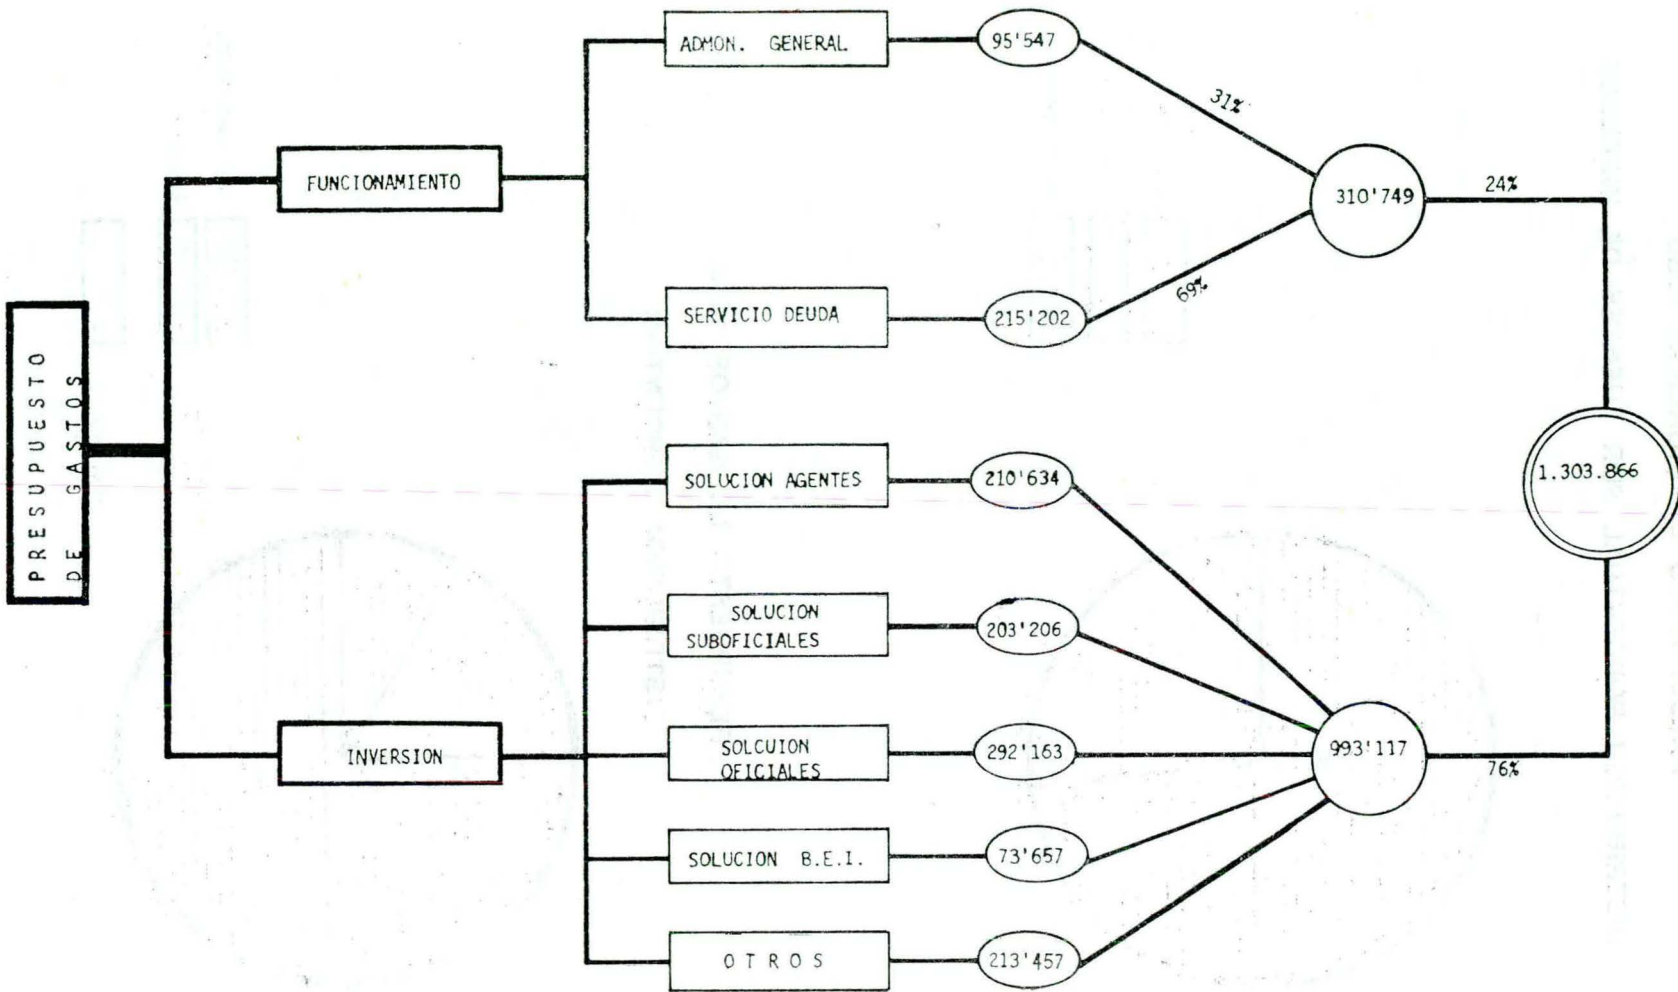 PRESUPUESTO
DE GASTOS
FUNCIONAMIENTO
ADMON. GENERAL
95'547
31%
SERVICIO DEUDA
215'202
69%
310'749
24%
INVERSION
SOLUCION AGENTES
210'634
SOLUCION
SUBOFICIALES
203'206
SOLCUION
OFICIALES
292'163
SOLUCION B.E.I.
73'657
O T R O S
213'457
993'117
76%
1.303.866